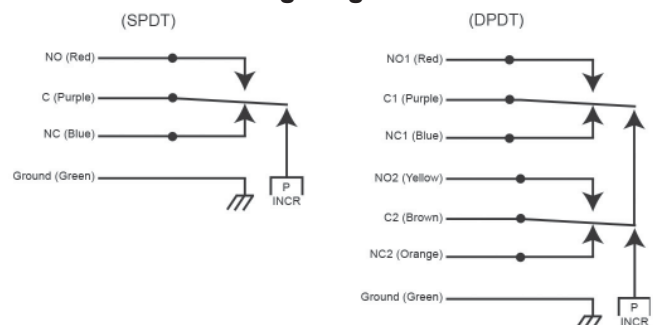 (SPDT)
NO (Red)
C (Purple)
NC (Blue)
Ground (Green)
P
INCR
(DPDT)
NO1 (Red)
C1 (Purple)
NC1 (Blue)
NO2 (Yellow)
C2 (Brown)
NC2 (Orange)
Ground (Green)
P
INCR